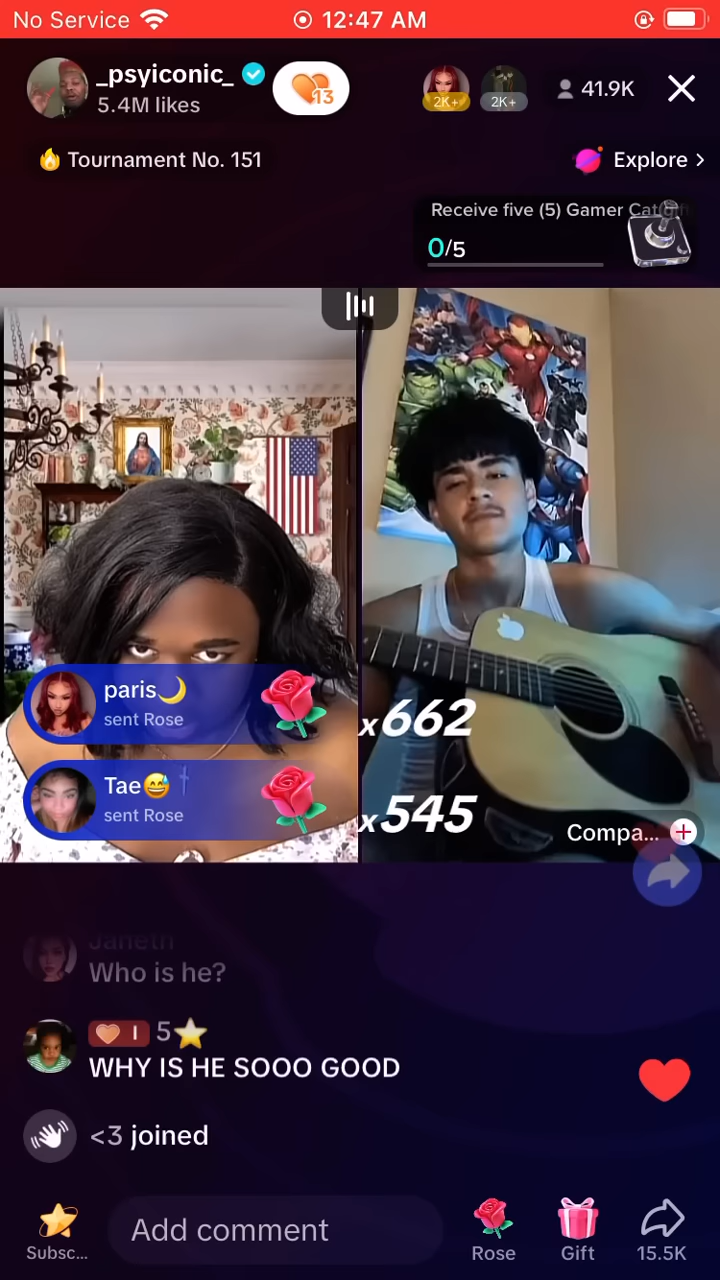 No Service 12:47 AM
_psyiconic_
5.4M likes
13
2K+ 2K+
41.9K
Tournament No. 151
Explore >
Receive five (5) Gamer Cat
0/5
paris🌙
sent Rose
x662
Tae😅
sent Rose
x545
Compa...
Janeth
Who is he?
I 5⭐
WHY IS HE SOOO GOOD
<3 joined
Subsc...
Add comment
Rose
Gift
15.5K